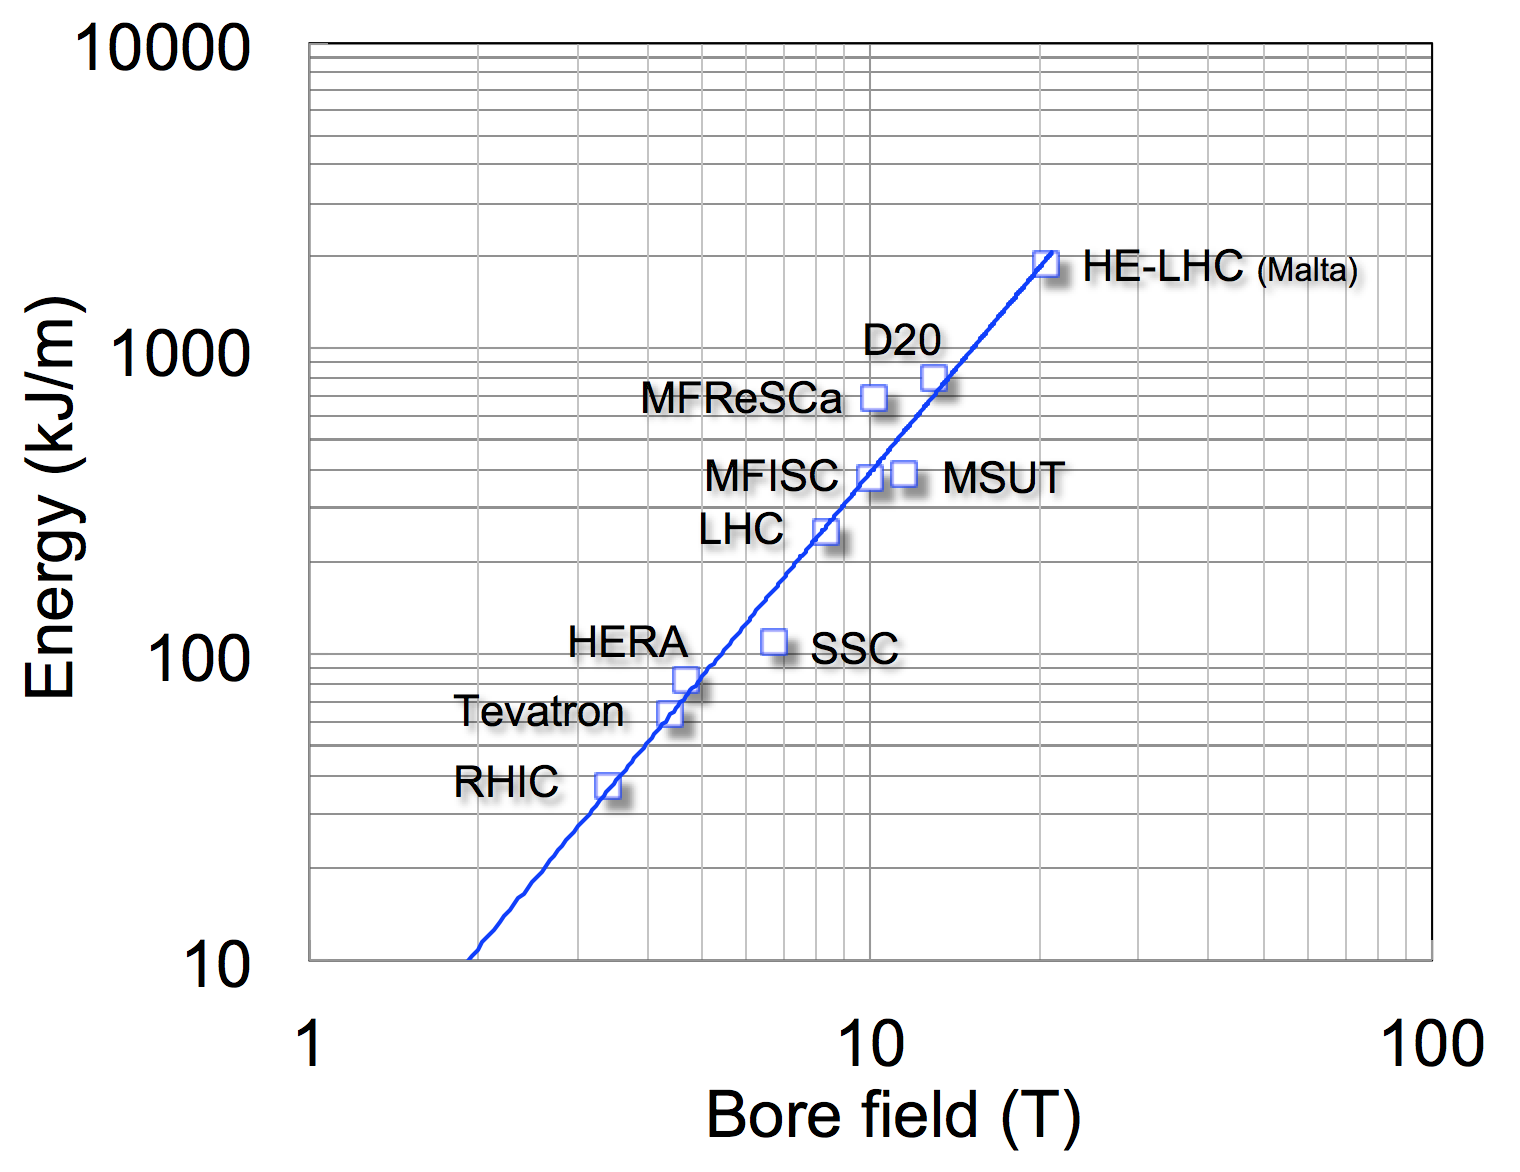 10000
HE-LHC (Malta)
D20
1000
MFReSCa
MFISC
MSUT
LHC
Energy (kJ/m)
HERA
SSC
100
Tevatron
RHIC
10
1
10
100
Bore field (T)